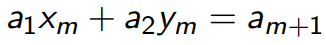 a₁xₘ + a₂yₘ = aₘ₊₁